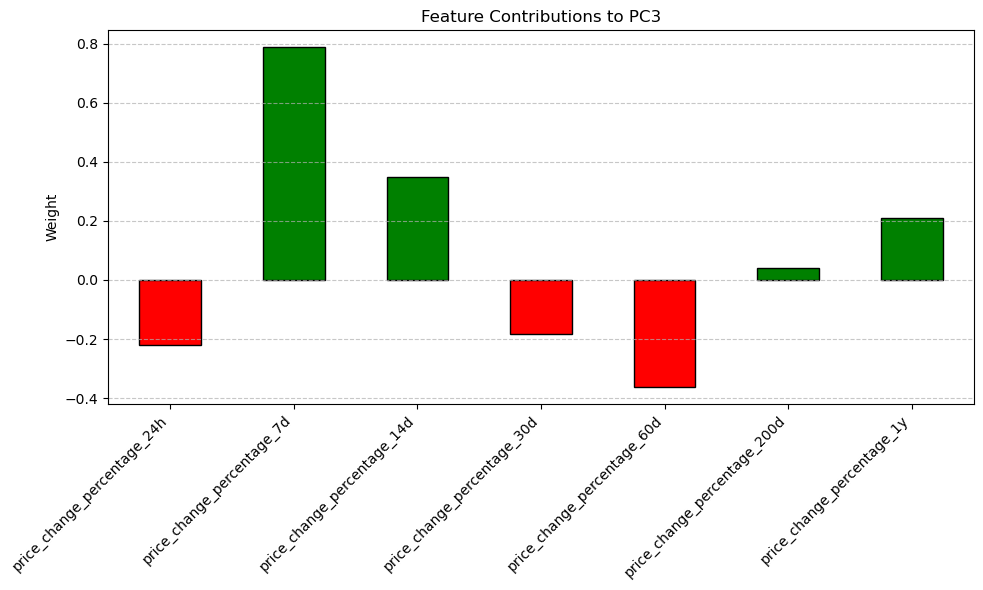 Feature Contributions to PC3
Weight
0.8
0.6
0.4
0.2
0.0
−0.2
−0.4
price_change_percentage_24h
price_change_percentage_7d
price_change_percentage_14d
price_change_percentage_30d
price_change_percentage_60d
price_change_percentage_200d
price_change_percentage_1y